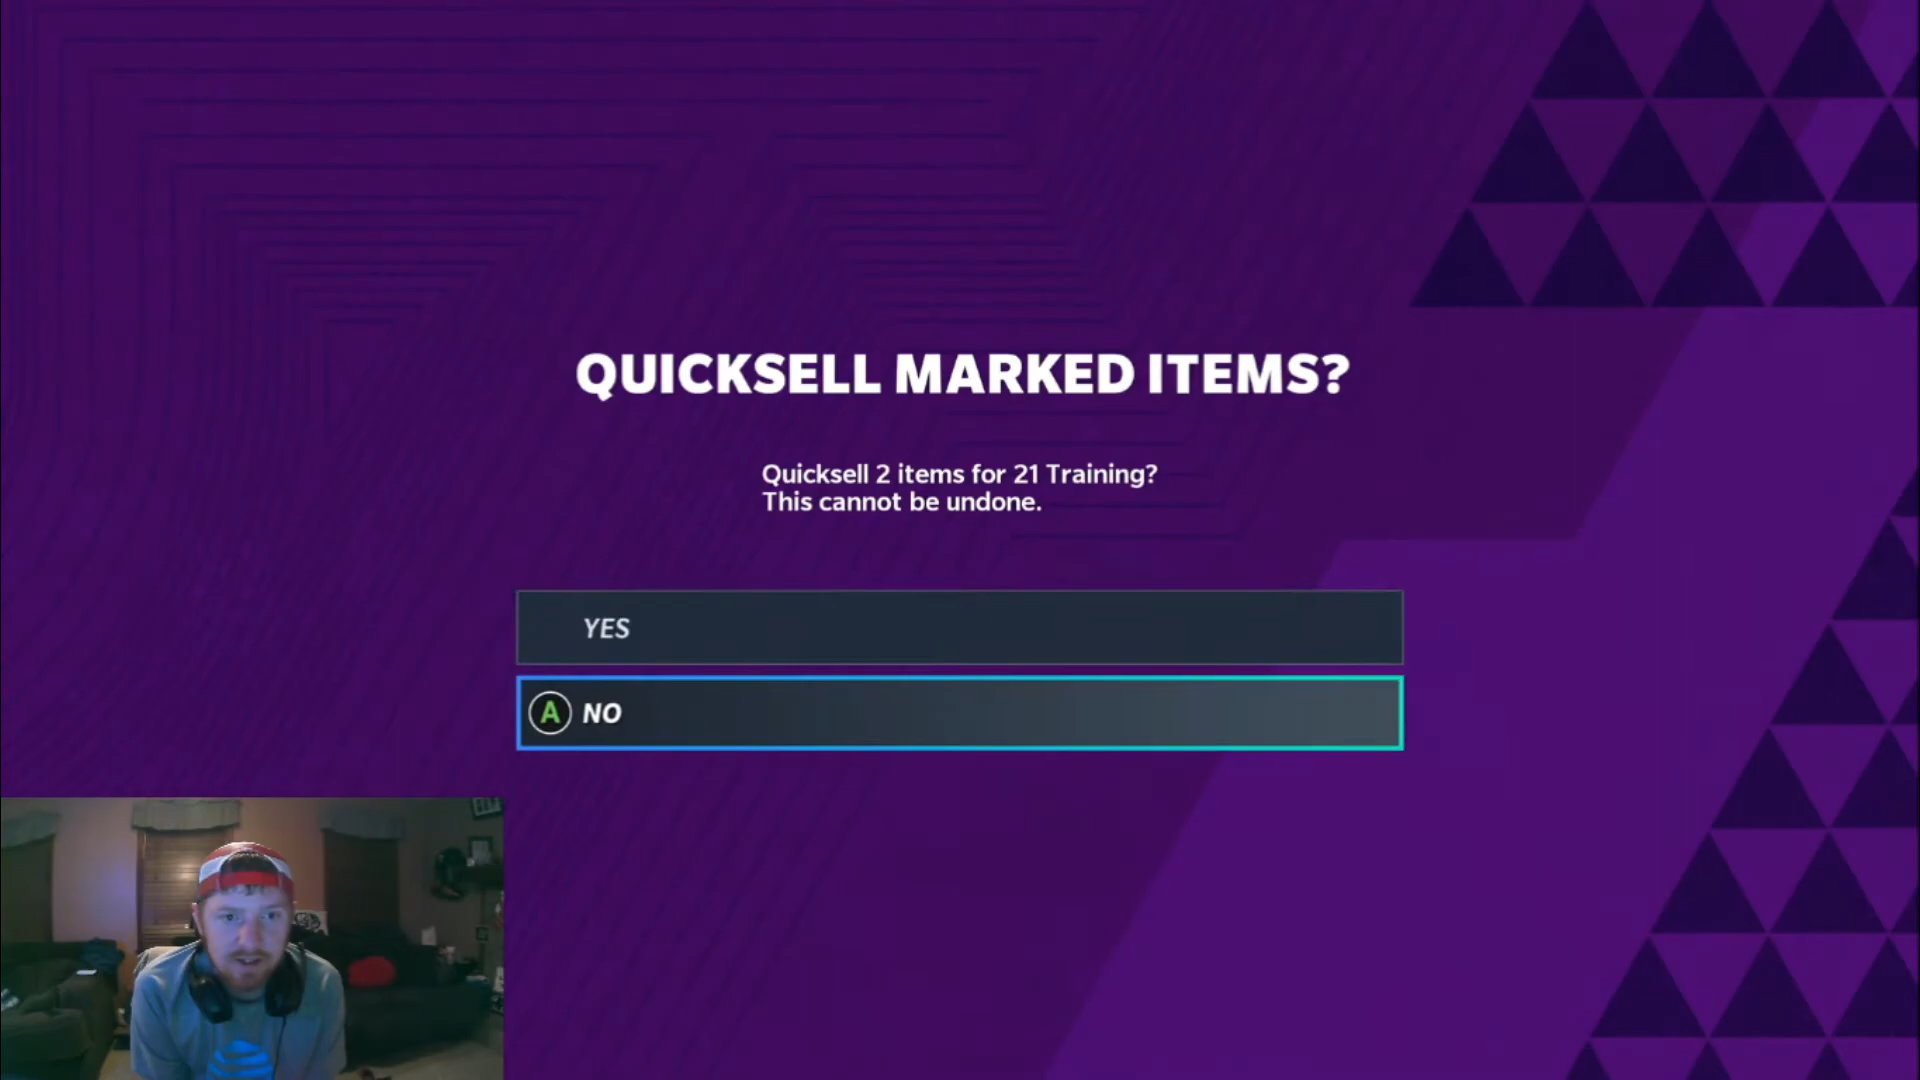 QUICKSELL MARKED ITEMS?
Quicksell 2 items for 21 Training?
This cannot be undone.
YES
A NO